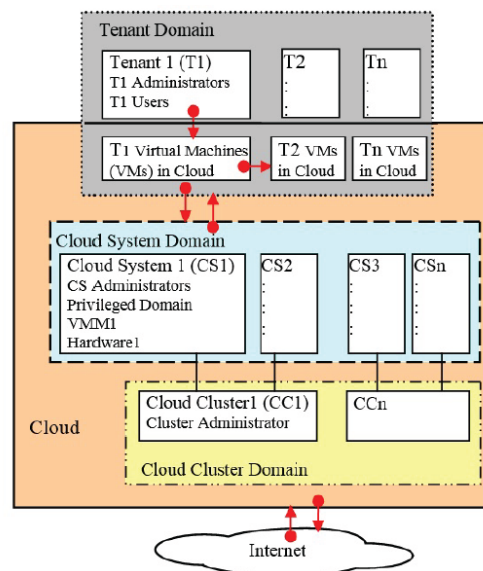 Tenant Domain
Tenant 1 (T1)
T1 Administrators
T1 Users
T2
:
:
Tn
:
:
T1 Virtual Machines
(VMs) in Cloud
T2 VMs
in Cloud
Tn VMs
in Cloud
Cloud System Domain
Cloud System 1 (CS1)
CS Administrators
Privileged Domain
VMM1
Hardware1
CS2
:
:
:
:
CS3
:
:
:
:
CSn
:
:
:
:
Cloud Cluster1 (CC1)
Cluster Administrator
CCn
Cloud
Cloud Cluster Domain
Internet